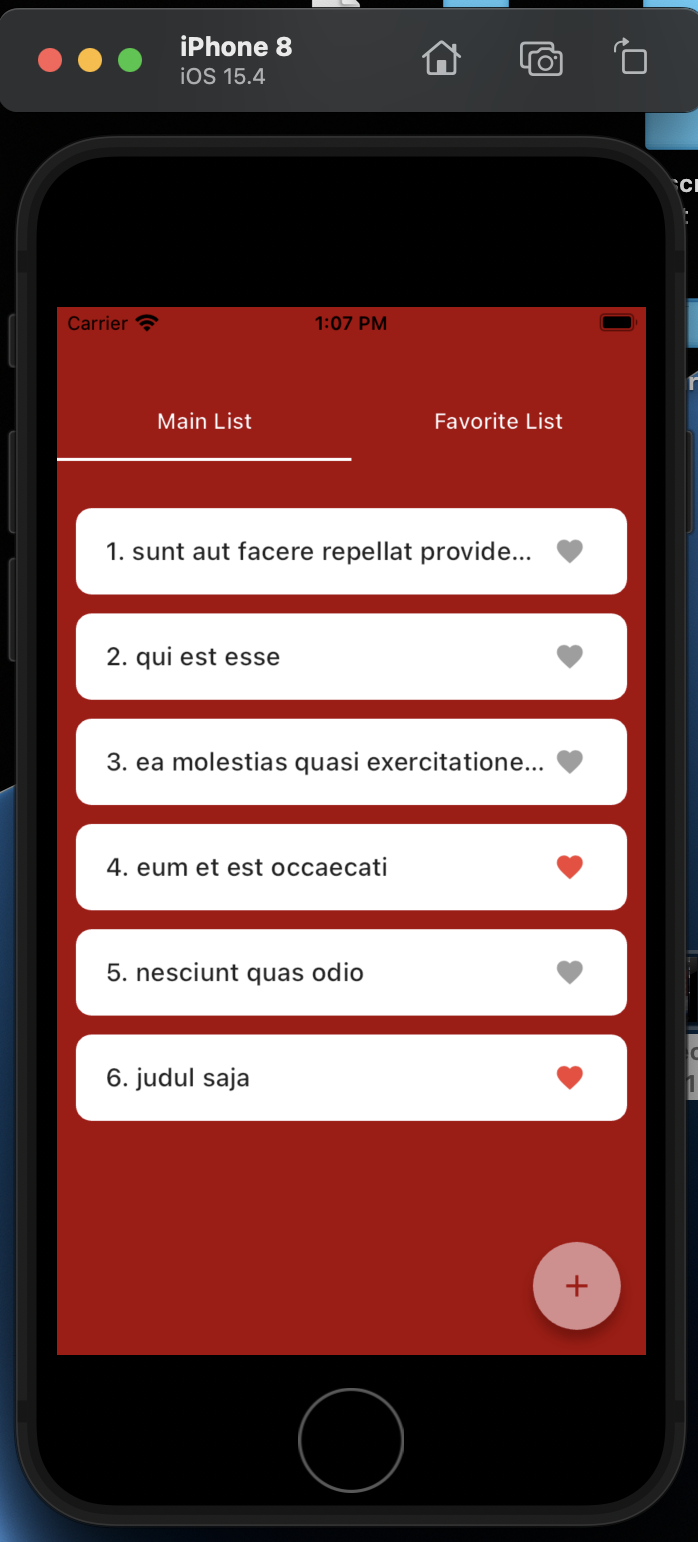 iPhone 8
iOS 15.4
Carrier 1:07 PM
Main List Favorite List
1. sunt aut facere repellat provide...
2. qui est esse
3. ea molestias quasi exercitatione...
4. eum et est occaecati
5. nesciunt quas odio
6. judul saja
+